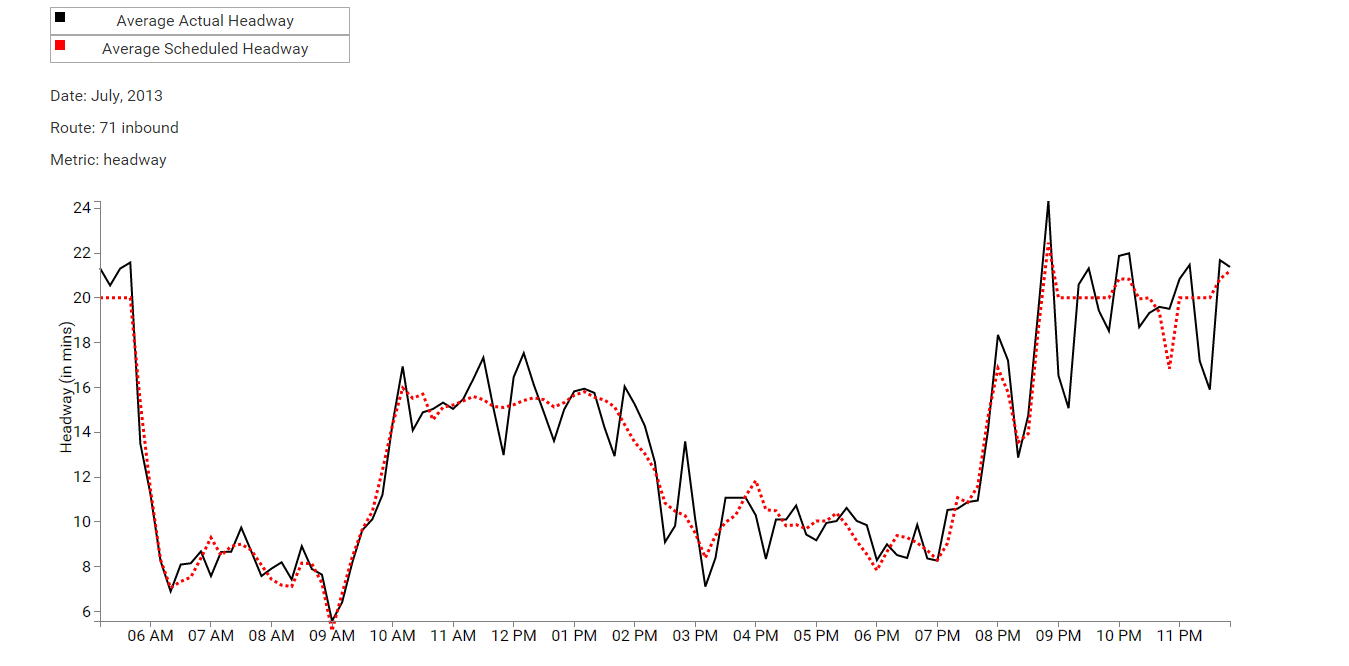 Average Actual Headway
Average Scheduled Headway
Date: July, 2013
Route: 71 inbound
Metric: headway
24
22
20
18
16
14
12
10
8
6
Headway (in mins)
06 AM 07 AM 08 AM 09 AM 10 AM 11 AM 12 PM 01 PM 02 PM 03 PM 04 PM 05 PM 06 PM 07 PM 08 PM 09 PM 10 PM 11 PM